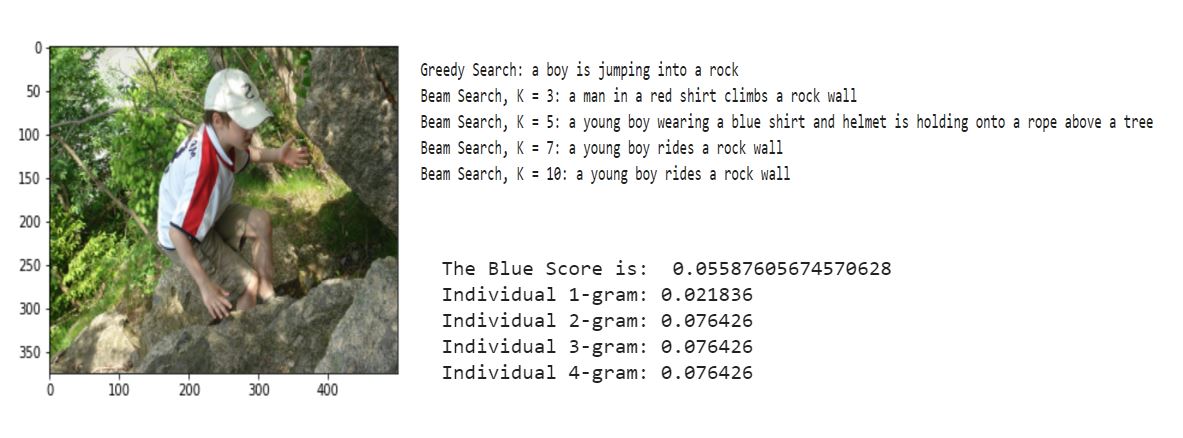 0
50
100
150
200
250
300
350
0 100 200 300 400
Greedy Search: a boy is jumping into a rock
Beam Search, K = 3: a man in a red shirt climbs a rock wall
Beam Search, K = 5: a young boy wearing a blue shirt and helmet is holding onto a rope above a tree
Beam Search, K = 7: a young boy rides a rock wall
Beam Search, K = 10: a young boy rides a rock wall
The Blue Score is: 0.05587605674570628
Individual 1-gram: 0.021836
Individual 2-gram: 0.076426
Individual 3-gram: 0.076426
Individual 4-gram: 0.076426